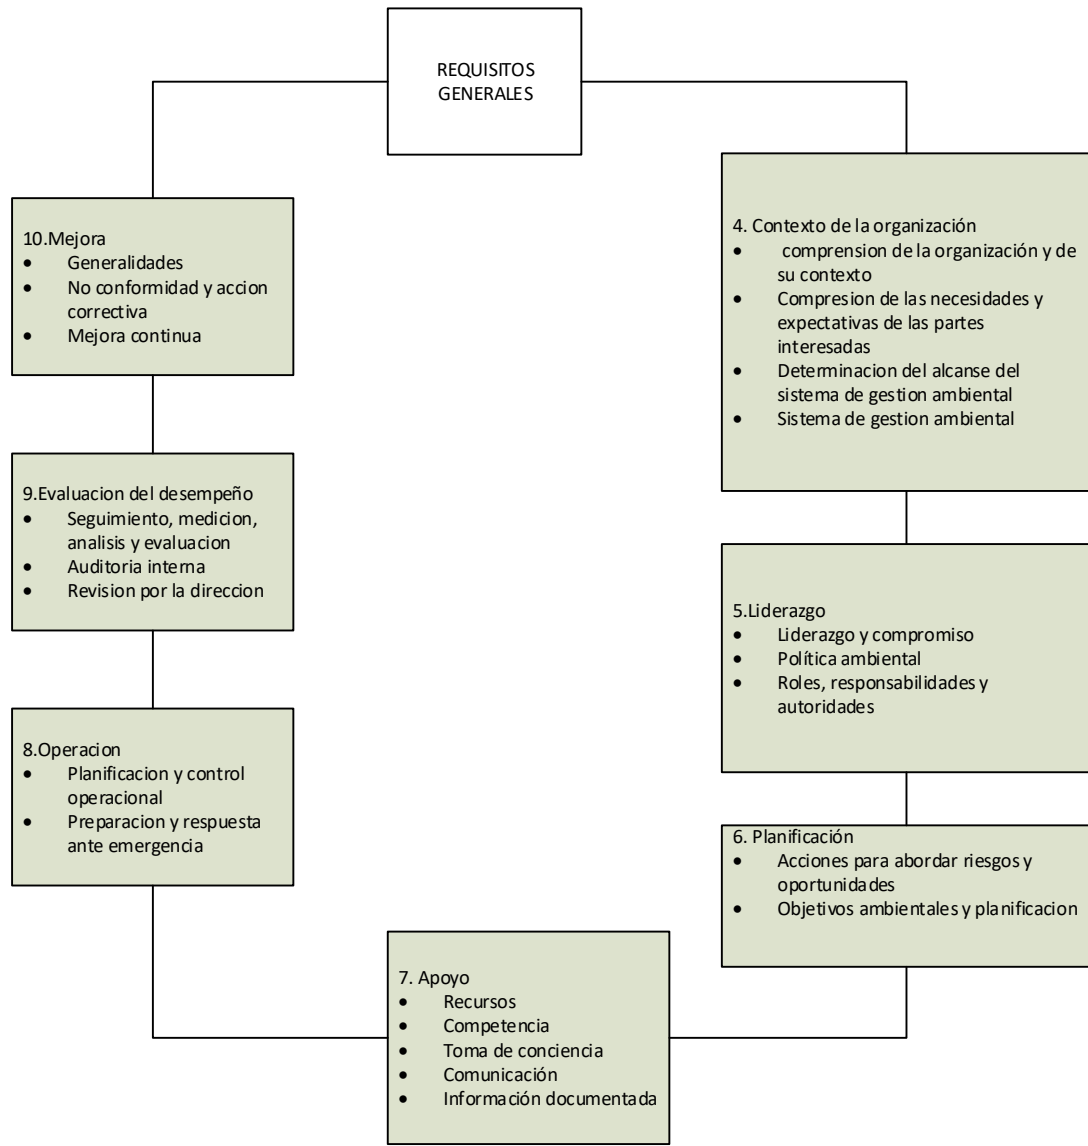 REQUISITOS
GENERALES
4. Contexto de la organización
• comprension de la organización y de
su contexto
• Compresion de las necesidades y
expectativas de las partes
interesadas
• Determinacion del alcanse del
sistema de gestion ambiental
• Sistema de gestion ambiental
5.Liderazgo
• Liderazgo y compromiso
• Política ambiental
• Roles, responsabilidades y
autoridades
6. Planificación
• Acciones para abordar riesgos y
oportunidades
• Objetivos ambientales y planificacion
7. Apoyo
• Recursos
• Competencia
• Toma de conciencia
• Comunicación
• Información documentada
8.Operacion
• Planificacion y control
operacional
• Preparacion y respuesta
ante emergencia
9.Evaluacion del desempeño
• Seguimiento, medicion,
analisis y evaluacion
• Auditoria interna
• Revision por la direccion
10.Mejora
• Generalidades
• No conformidad y accion
correctiva
• Mejora continua